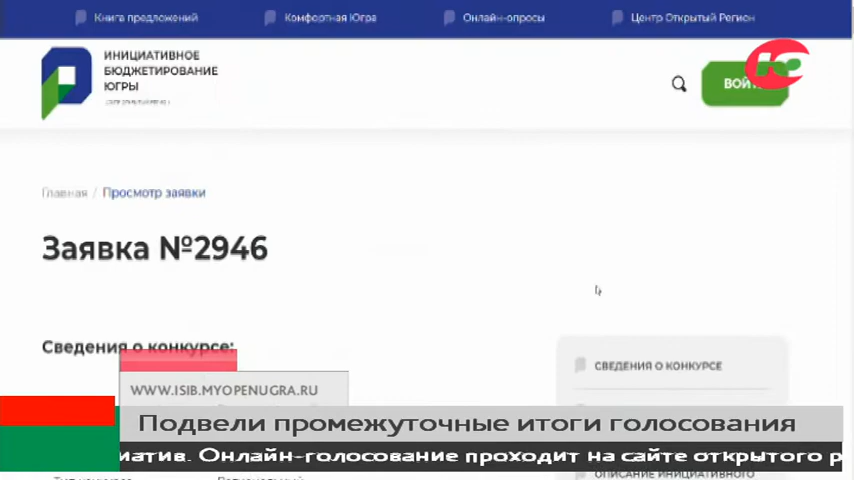 Книга предложений
Комфортная Югра
Онлайн-опросы
Центр Открытый Регион
ИНИЦИАТИВНОЕ
БЮДЖЕТИРОВАНИЕ
ЮГРЫ
ВОЙТИ
Главная / Просмотр заявки
Заявка №2946
Сведения о конкурсе:
СВЕДЕНИЯ О КОНКУРСЕ
WWW.ISIB.MYOPENUGRA.RU
Подвели промежуточные итоги голосования
иатив. Онлайн-голосование проходит на сайте открытого р
ОПИСАНИЕ ИНИЦИАТИВНОГО